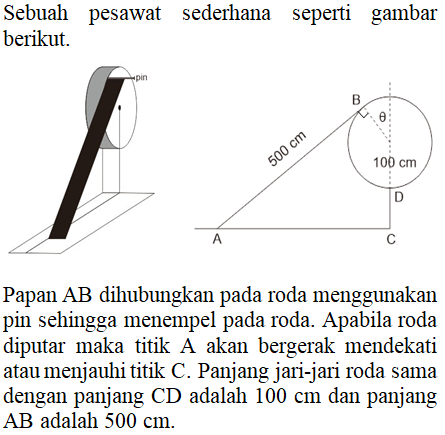 Sebuah pesawat sederhana seperti gambar
berikut.
pin
B
θ
500 cm
100 cm
D
A
C
Papan AB dihubungkan pada roda menggunakan
pin sehingga menempel pada roda. Apabila roda
diputar maka titik A akan bergerak mendekati
atau menjauhi titik C. Panjang jari-jari roda sama
dengan panjang CD adalah 100 cm dan panjang
AB adalah 500 cm.